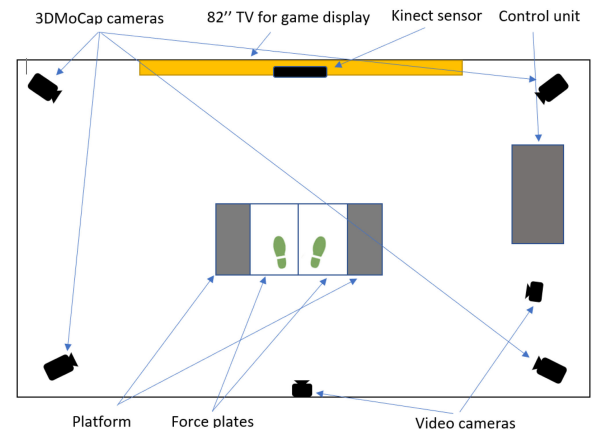 3DMoCap cameras
82’’ TV for game display
Kinect sensor
Control unit
Platform
Force plates
Video cameras